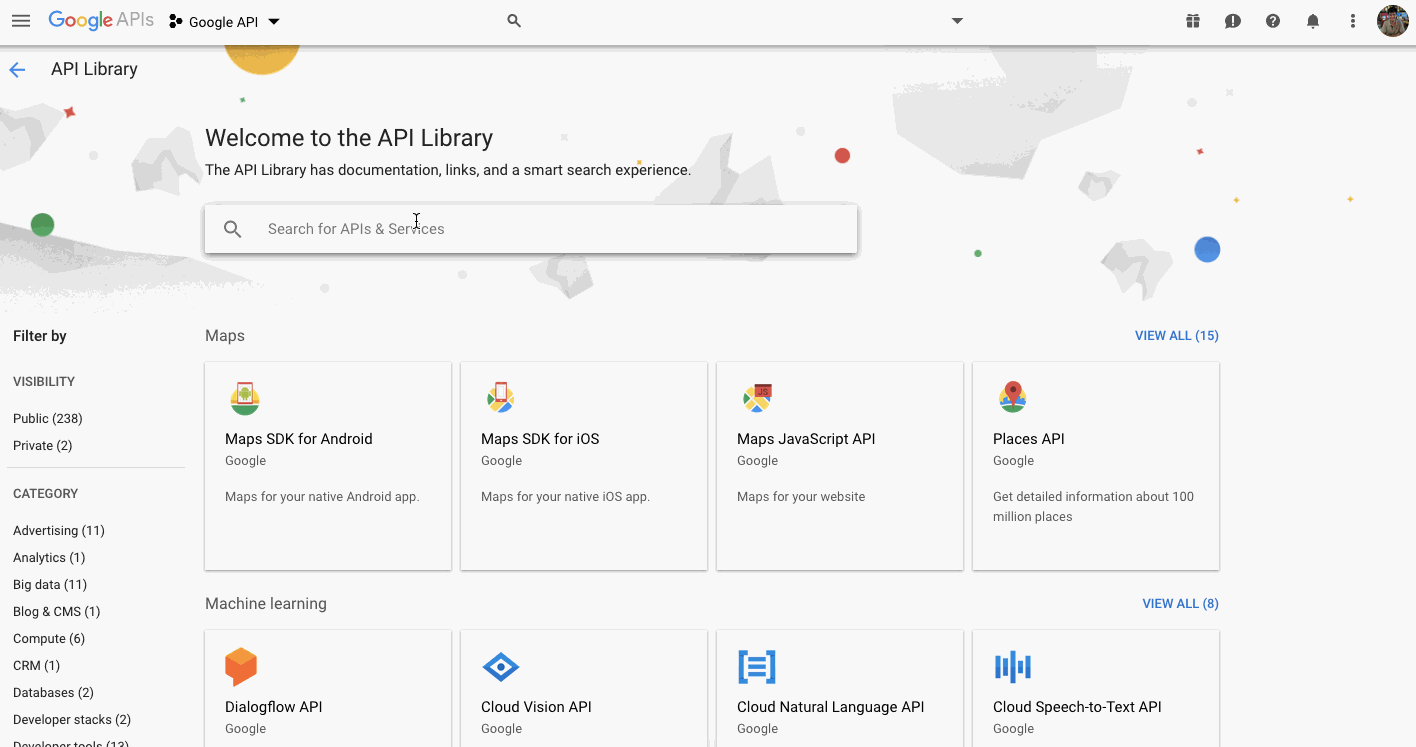 Google APIs
Google API
API Library
Welcome to the API Library
The API Library has documentation, links, and a smart search experience.
Search for APIs & Services
Filter by
VISIBILITY
Public (238)
Private (2)
CATEGORY
Advertising (11)
Analytics (1)
Big data (11)
Blog & CMS (1)
Compute (6)
CRM (1)
Databases (2)
Developer stacks (2)
Developer tools (13)
Maps
VIEW ALL (15)
Maps SDK for Android
Google
Maps for your native Android app.
Maps SDK for iOS
Google
Maps for your native iOS app.
JS
Maps JavaScript API
Google
Maps for your website
Places API
Google
Get detailed information about 100
million places
Machine learning
VIEW ALL (8)
Dialogflow API
Google
Cloud Vision API
Google
Cloud Natural Language API
Google
Cloud Speech-to-Text API
Google